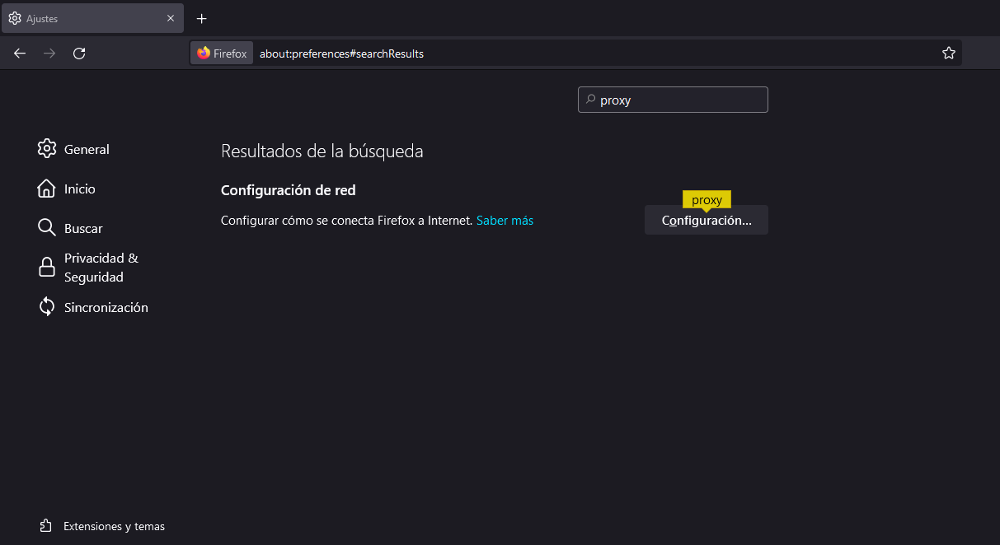 Ajustes
Firefox
about:preferences#searchResults
proxy
General
Inicio
Buscar
Privacidad &
Seguridad
Sincronización
Extensiones y temas
Resultados de la búsqueda
Configuración de red
Configurar cómo se conecta Firefox a Internet. Saber más
proxy
Configuración...